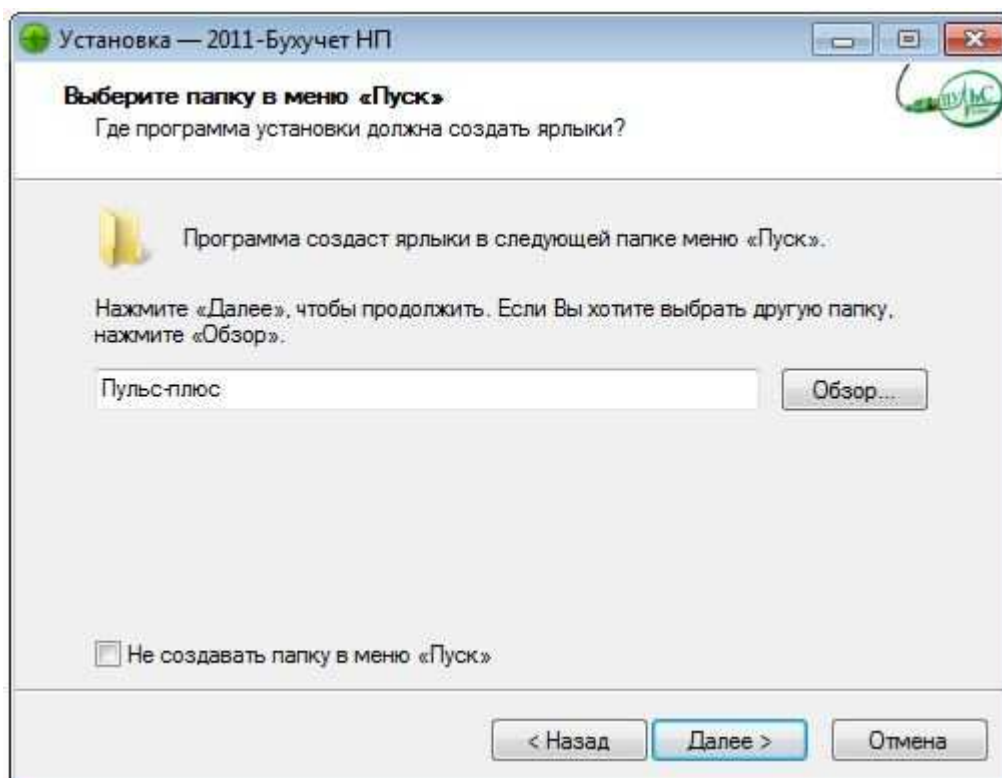 Установка — 2011-Бухучет НП
Выберите папку в меню «Пуск»
Где программа установки должна создать ярлыки?
Программа создаст ярлыки в следующей папке меню «Пуск».
Нажмите «Далее», чтобы продолжить. Если Вы хотите выбрать другую папку,
нажмите «Обзор».
Пульс-плюс
Обзор...
Не создавать папку в меню «Пуск»
< Назад
Далее >
Отмена